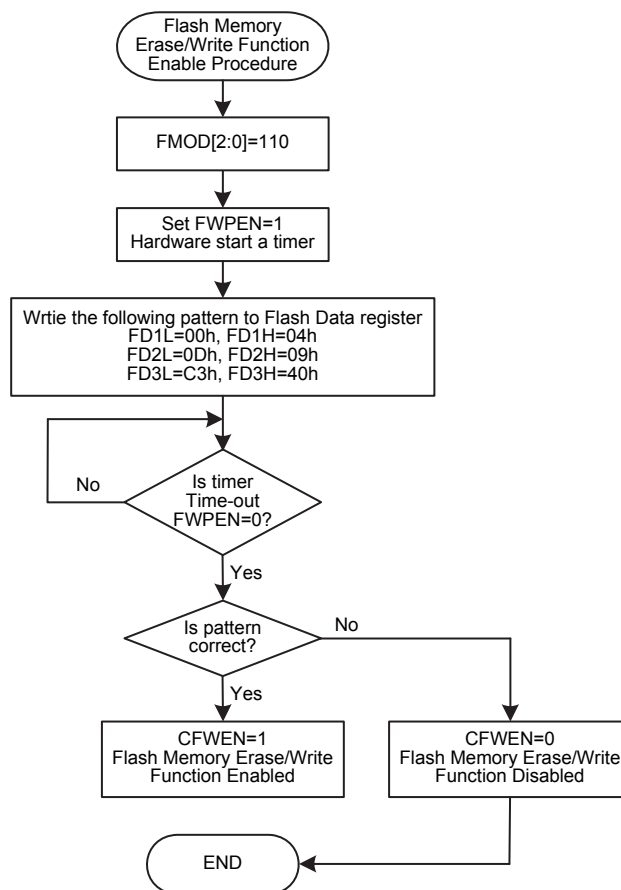 Flash Memory
Erase/Write Function
Enable Procedure
FMOD[2:0]=110
Set FWPEN=1
Hardware start a timer
Wrtie the following pattern to Flash Data register
FD1L=00h, FD1H=04h
FD2L=0Dh, FD2H=09h
FD3L=C3h, FD3H=40h
No
Is timer
Time-out
FWPEN=0?
Yes
Is pattern
correct?
No
Yes
CFWEN=1
Flash Memory Erase/Write
Function Enabled
CFWEN=0
Flash Memory Erase/Write
Function Disabled
END